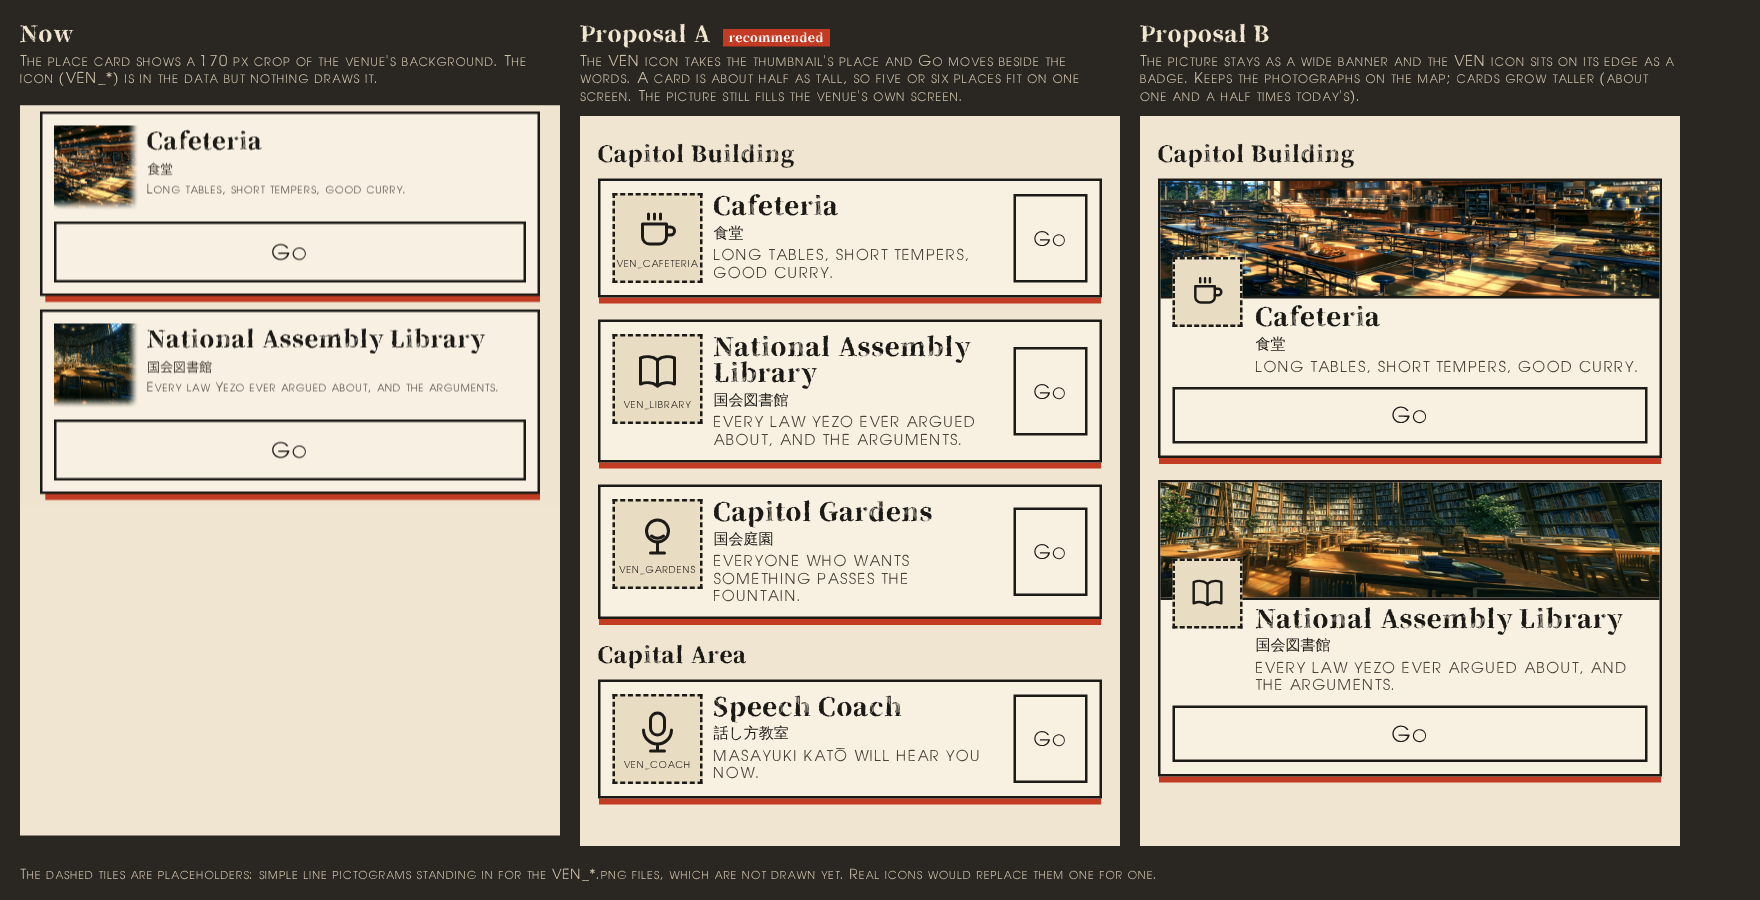 Now
The place card shows a 170 px crop of the venue's background. The
icon (VEN_*) is in the data but nothing draws it.
Cafeteria
食堂
Long tables, short tempers, good curry.
Go
National Assembly Library
国会図書館
Every law Yezo ever argued about, and the arguments.
Go
Proposal A recommended
The VEN icon takes the thumbnail's place and Go moves beside the
words. A card is about half as tall, so five or six places fit on one
screen. The picture still fills the venue's own screen.
Capitol Building
VEN_CAFETERIA
Cafeteria
食堂
LONG TABLES, SHORT TEMPERS,
GOOD CURRY.
Go
VEN_LIBRARY
National Assembly
Library
国会図書館
EVERY LAW YEZO EVER ARGUED
ABOUT, AND THE ARGUMENTS.
Go
VEN_GARDENS
Capitol Gardens
国会庭園
EVERYONE WHO WANTS
SOMETHING PASSES THE
FOUNTAIN.
Go
Capital Area
VEN_COACH
Speech Coach
話し方教室
MASAYUKI KATŌ WILL HEAR YOU
NOW.
Go
Proposal B
The picture stays as a wide banner and the VEN icon sits on its edge as a
badge. Keeps the photographs on the map; cards grow taller (about
one and a half times today's).
Capitol Building
Cafeteria
食堂
LONG TABLES, SHORT TEMPERS, GOOD CURRY.
Go
National Assembly Library
国会図書館
EVERY LAW YEZO EVER ARGUED ABOUT, AND
THE ARGUMENTS.
Go
The dashed tiles are placeholders: simple line pictograms standing in for the VEN_*.png files, which are not drawn yet. Real icons would replace them one for one.